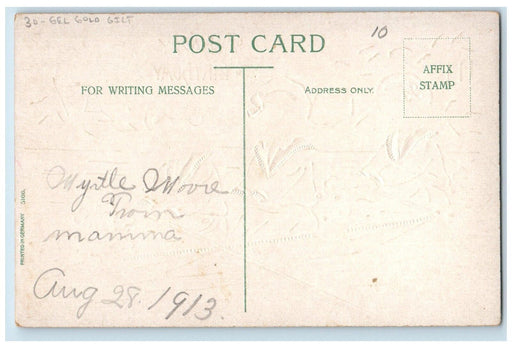 3D-GEL GOLD GILT
10
POST CARD
FOR WRITING MESSAGES
ADDRESS ONLY.
AFFIX
STAMP
Myrtle Moore
From
mamma
Aug 28. 1913.
PRINTED IN GERMANY